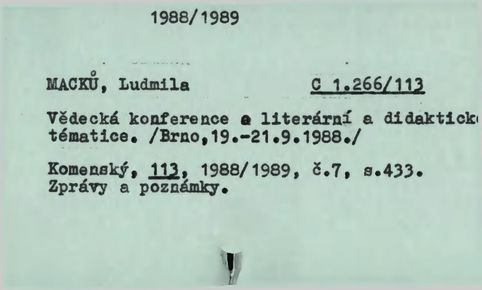 1988/1989
MACKŮ, Ludmila C 1.266/113
Vědecká konference o literární a didaktick
tématice. /Brno,19.-21.9.1988./
Komenský, 113, 1988/1989, č.7, s.433.
Zprávy a poznámky.